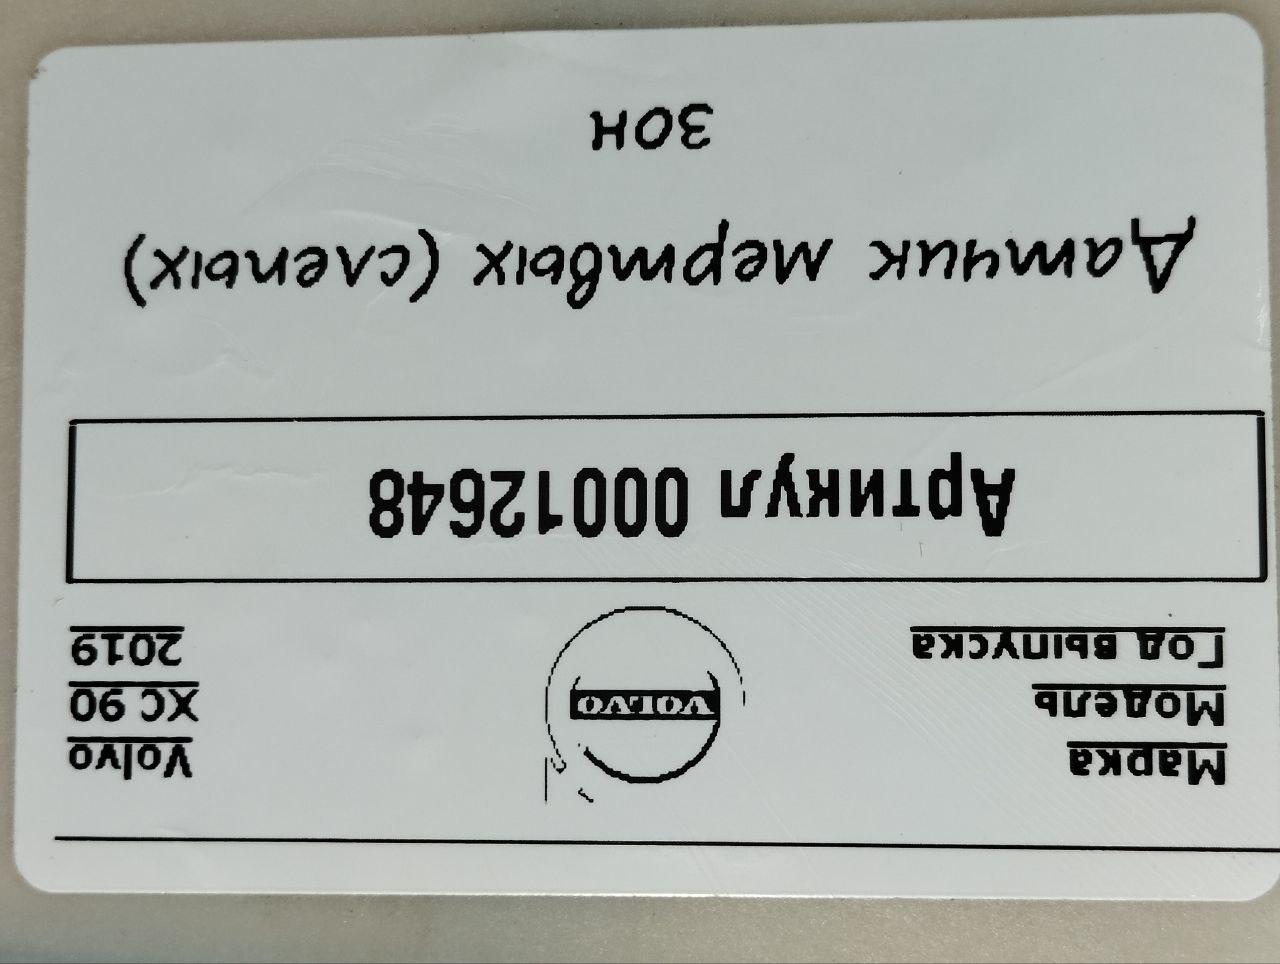 Марка Volvo
Модель XC 90
Год выпуска 2019
VOLVO
Артикул 00012648
Датчик мертвых (слепых)
зон